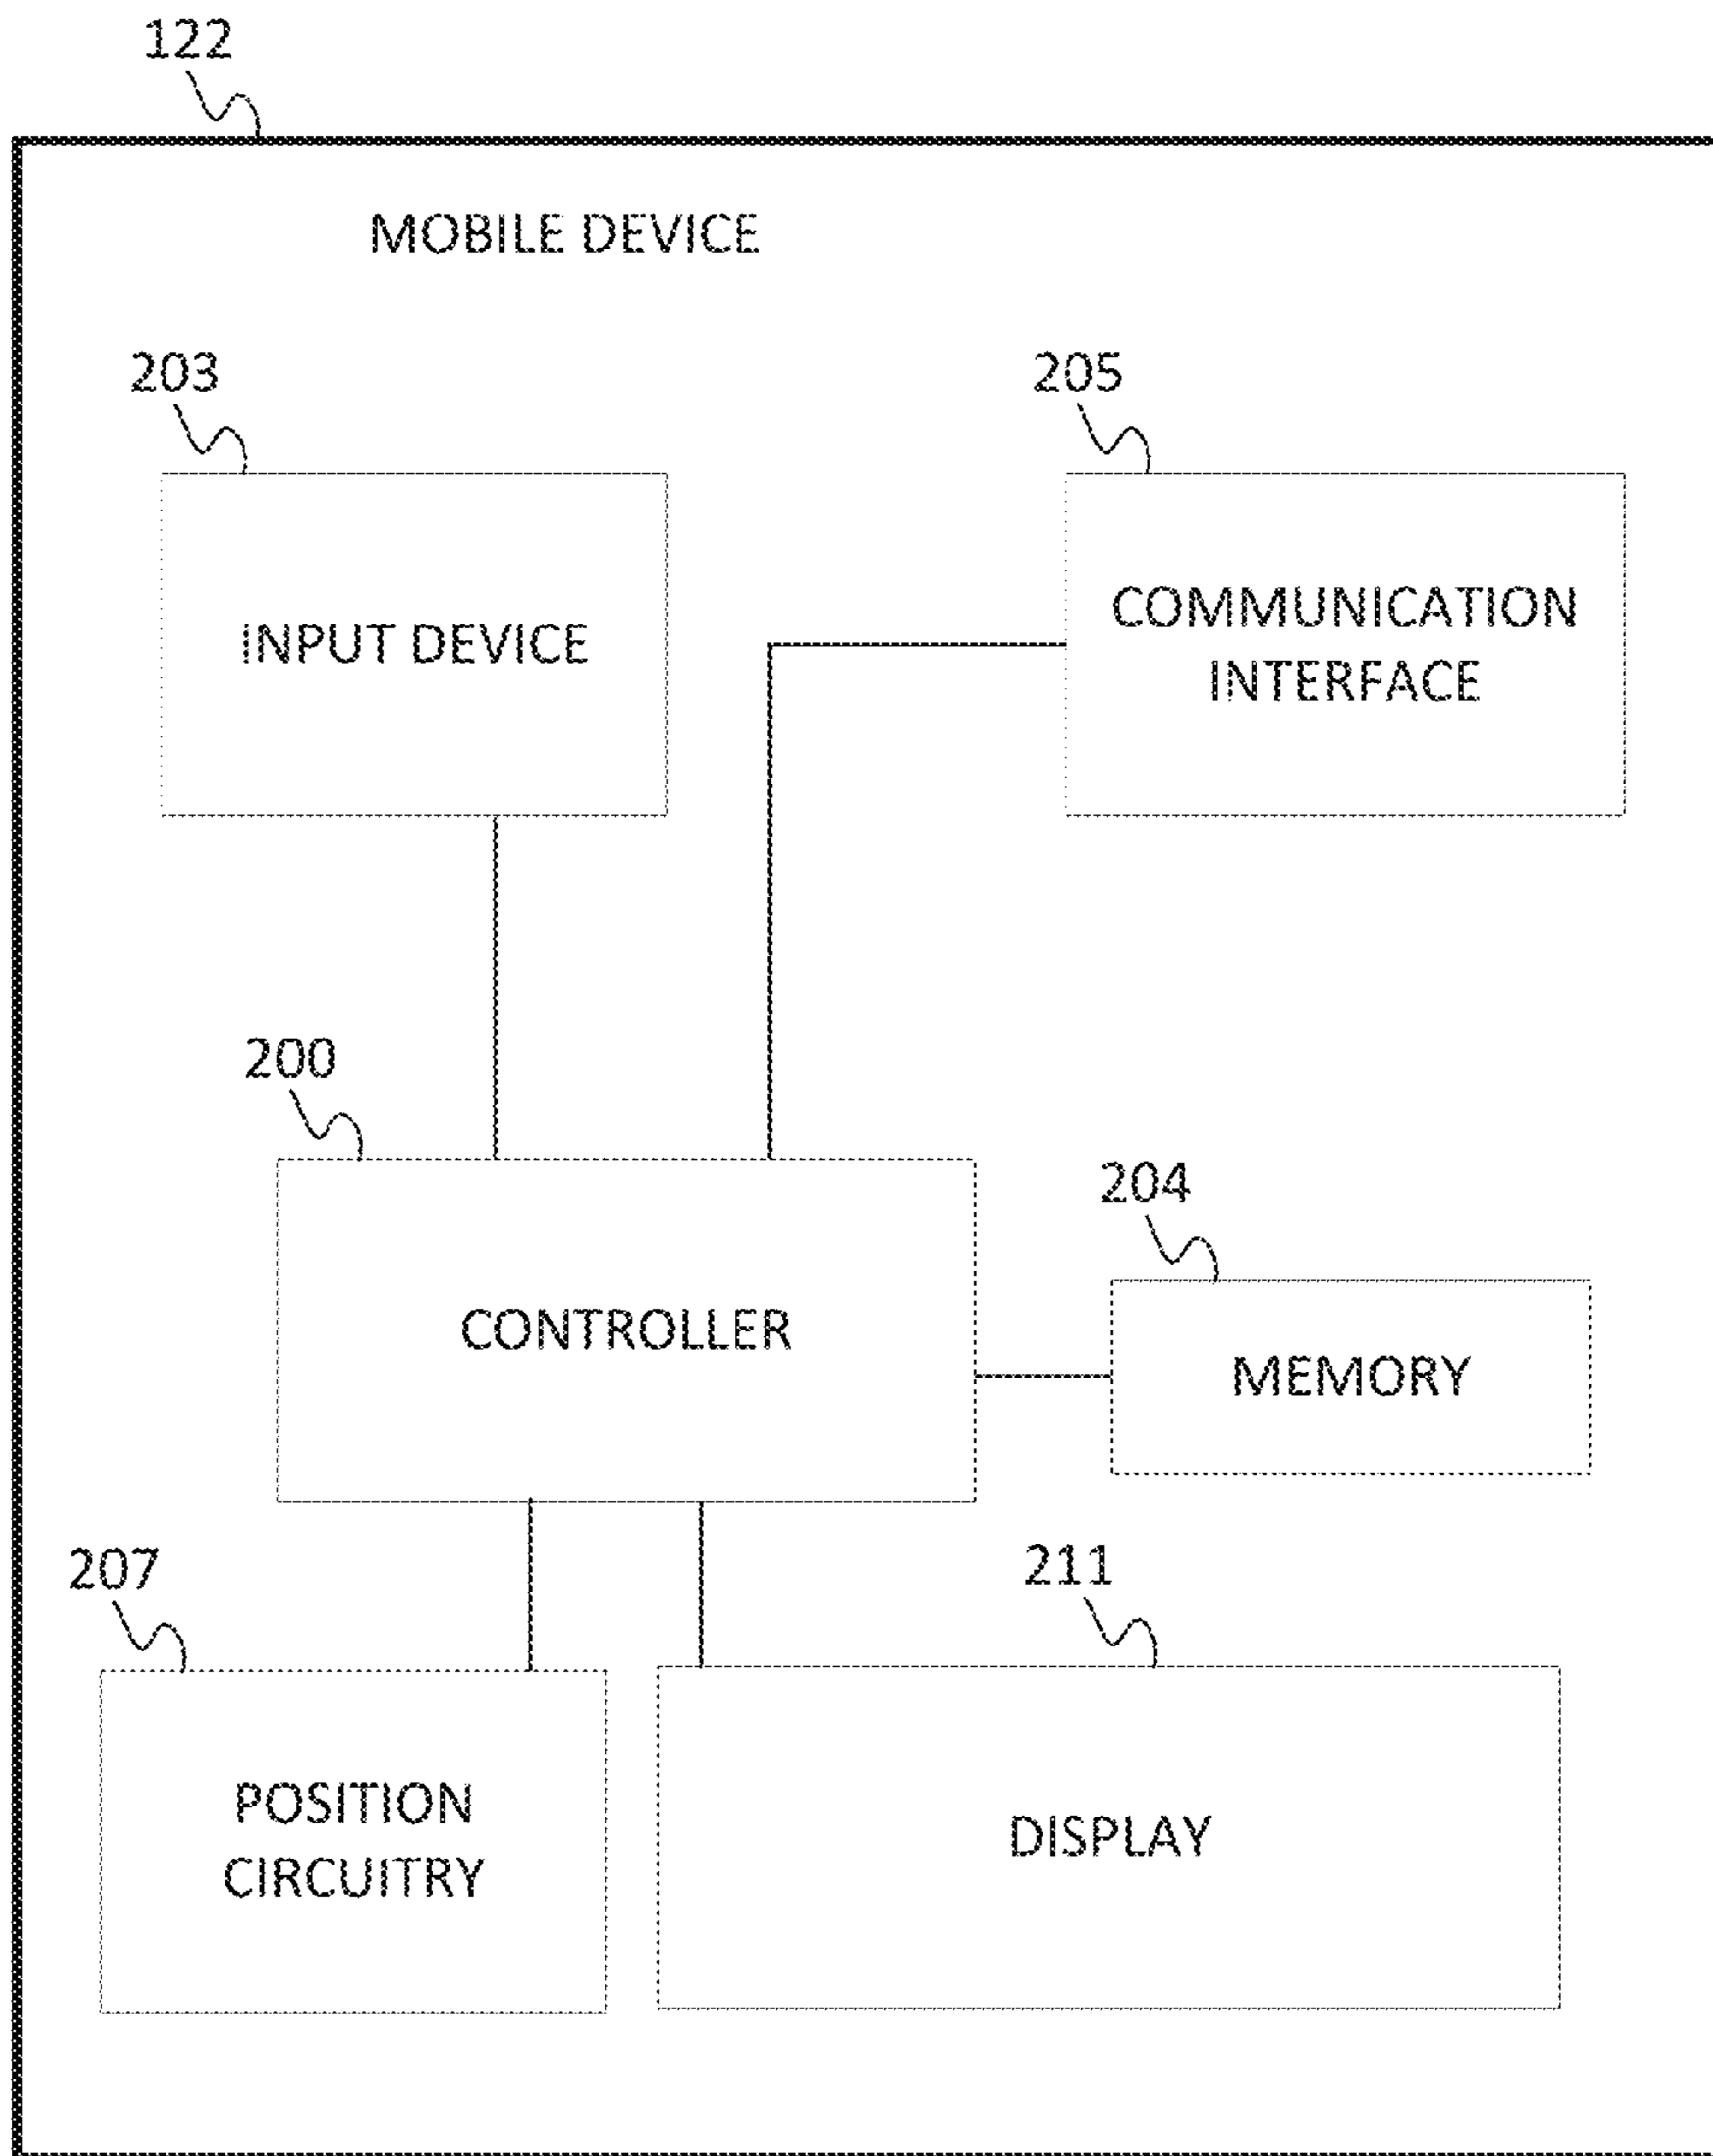 122
MOBILE DEVICE
203
205
INPUT DEVICE
COMMUNICATION
INTERFACE
200
204
CONTROLLER
MEMORY
207
211
POSITION
CIRCUITRY
DISPLAY